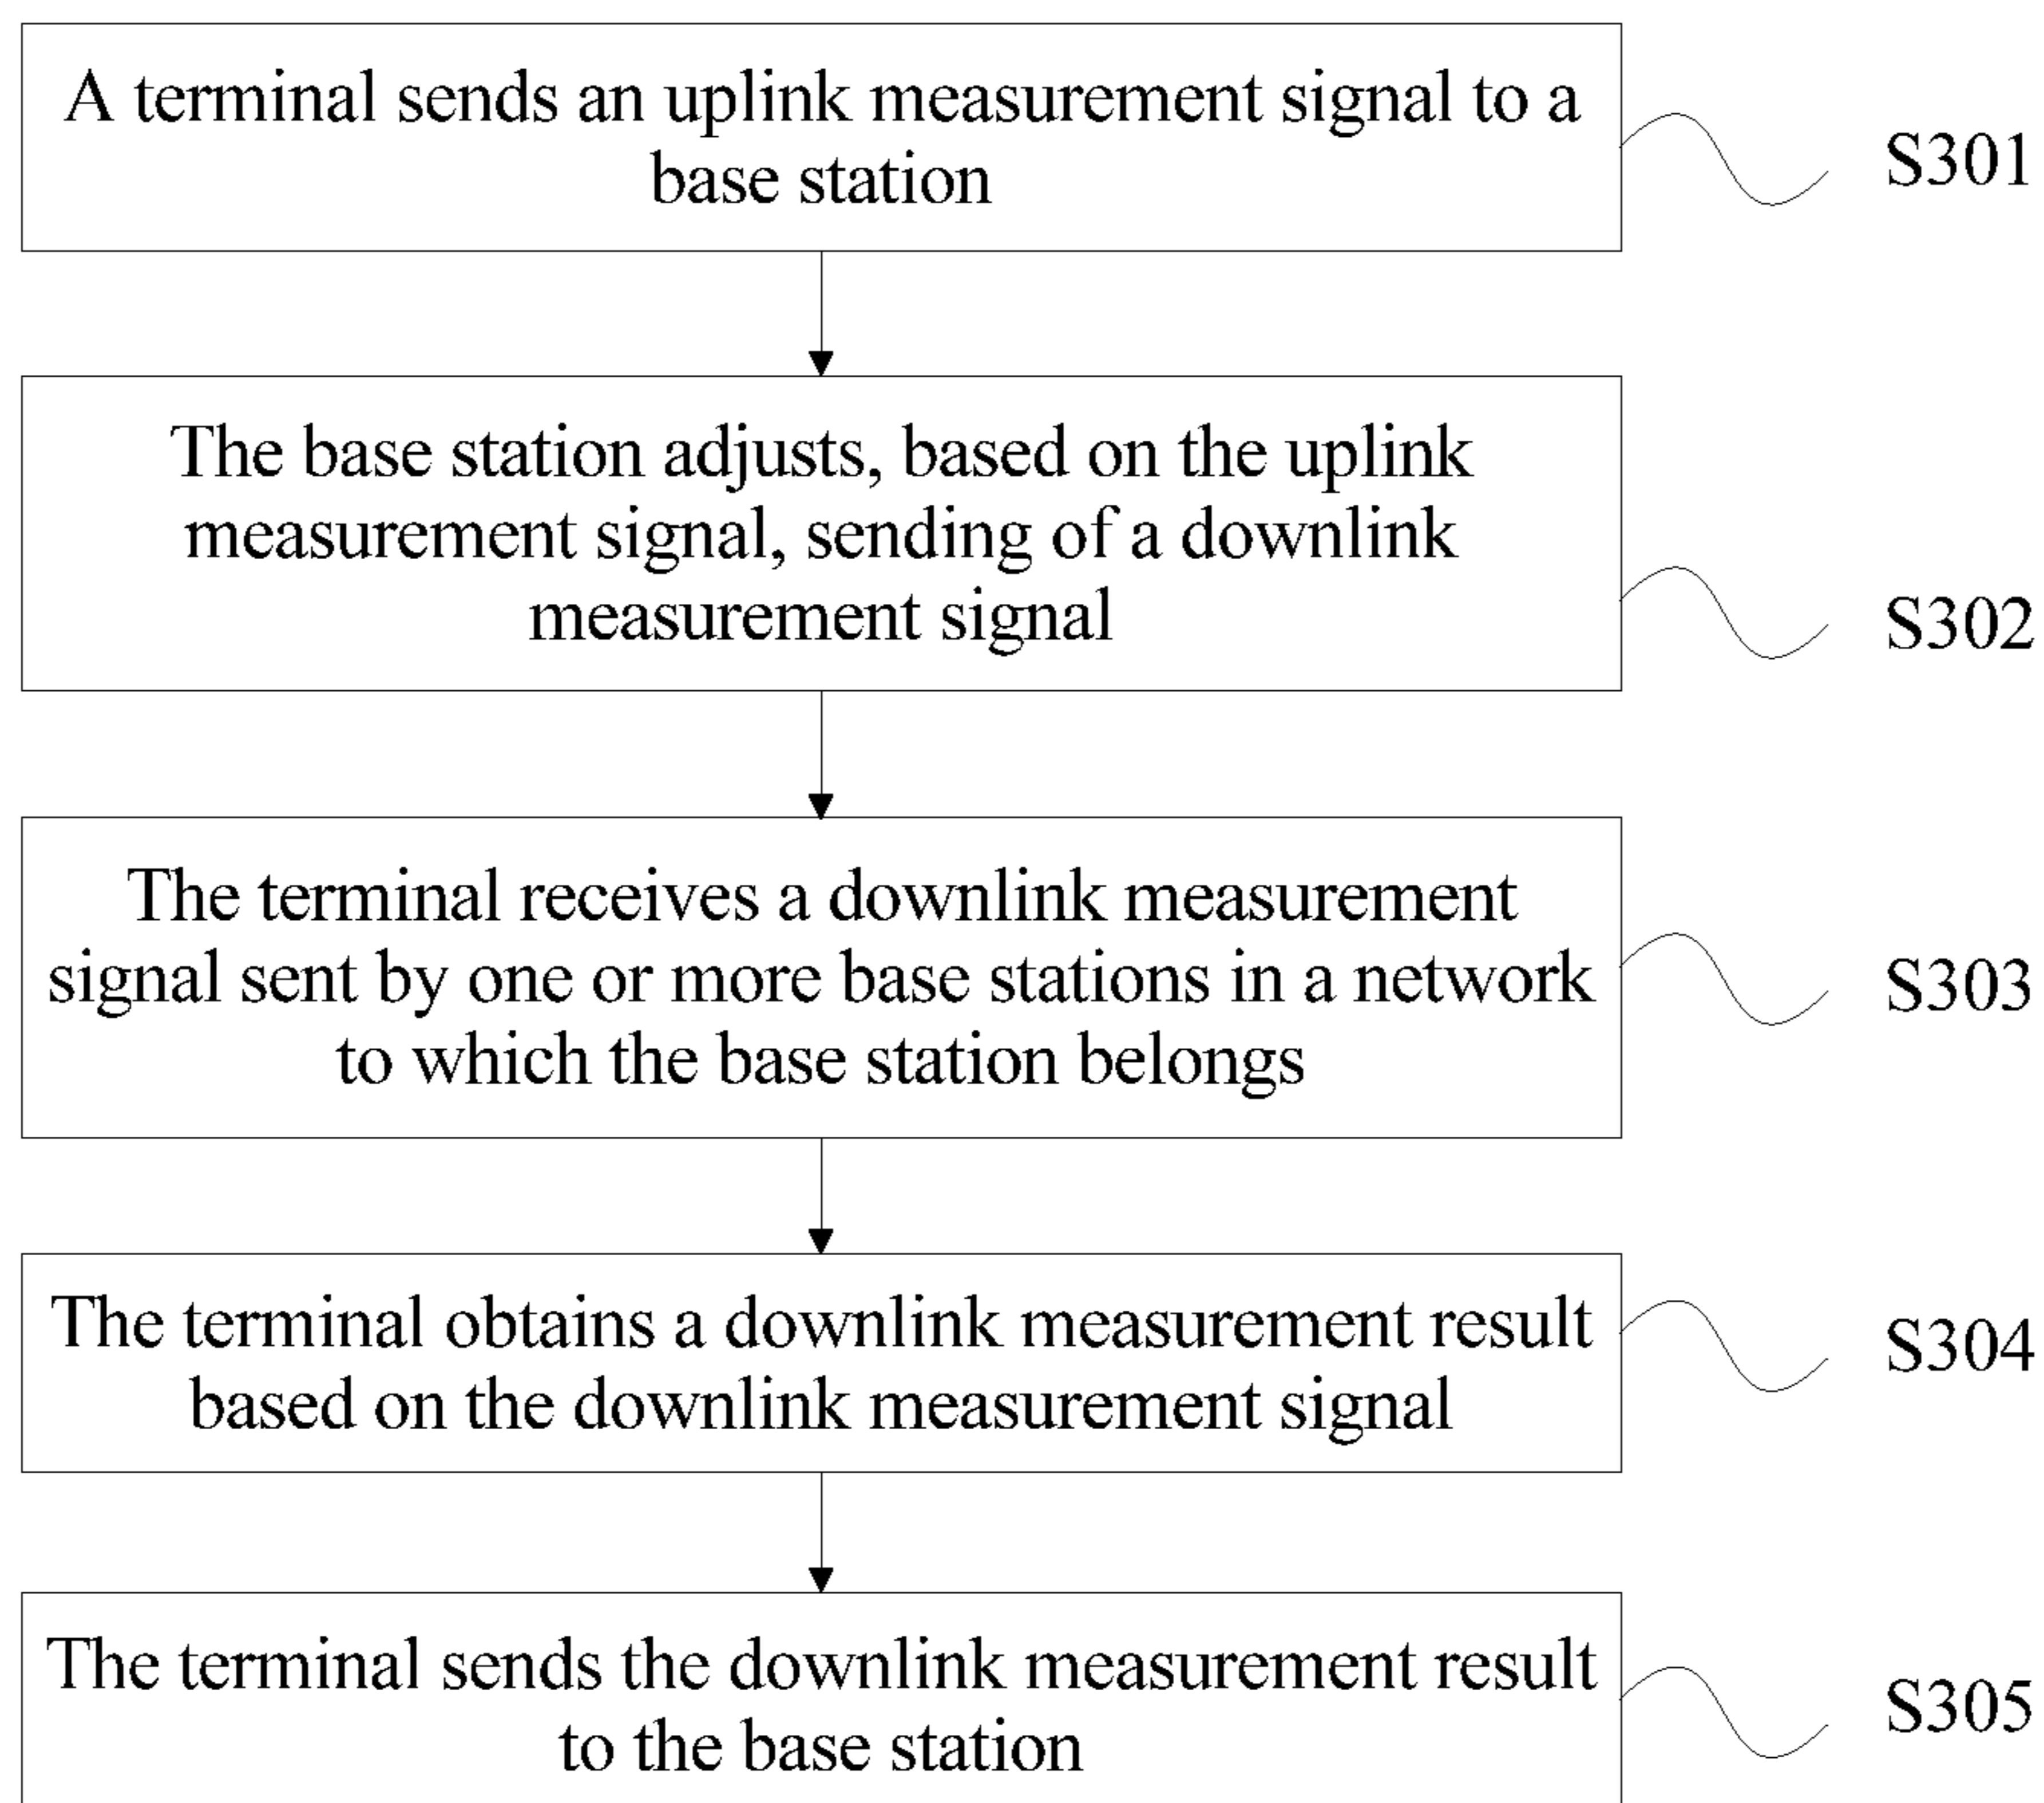 A terminal sends an uplink measurement signal to a
base station
S301
The base station adjusts, based on the uplink
measurement signal, sending of a downlink
measurement signal
S302
The terminal receives a downlink measurement
signal sent by one or more base stations in a network
to which the base station belongs
S303
The terminal obtains a downlink measurement result
based on the downlink measurement signal
S304
The terminal sends the downlink measurement result
to the base station
S305